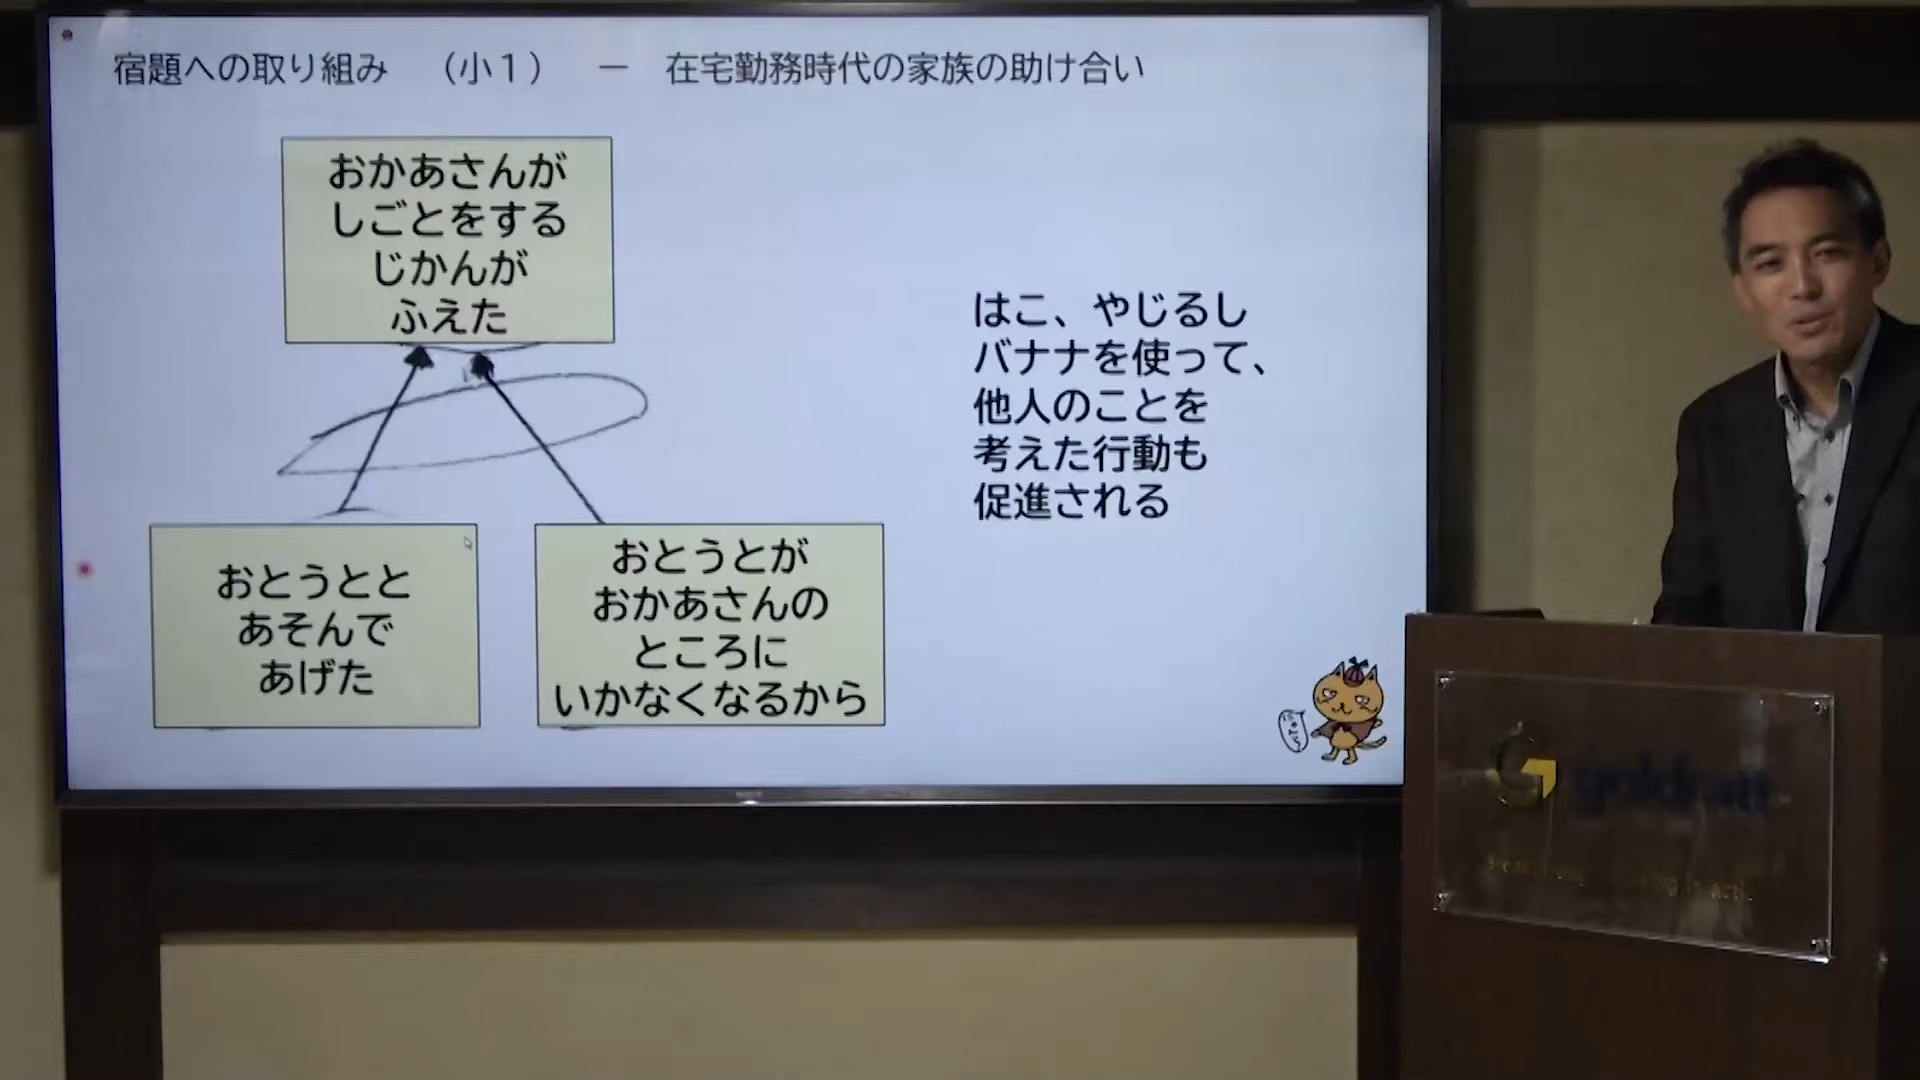 宿題への取り組み （小１） － 在宅勤務時代の家族の助け合い
おかあさんが
しごとをする
じかんが
ふえた
おとうとと
あそんで
あげた
おとうとが
おかあさんの
ところに
いかなくなるから
はこ、やじるし
バナナを使って、
他人のことを
考えた行動も
促進される
goldratt